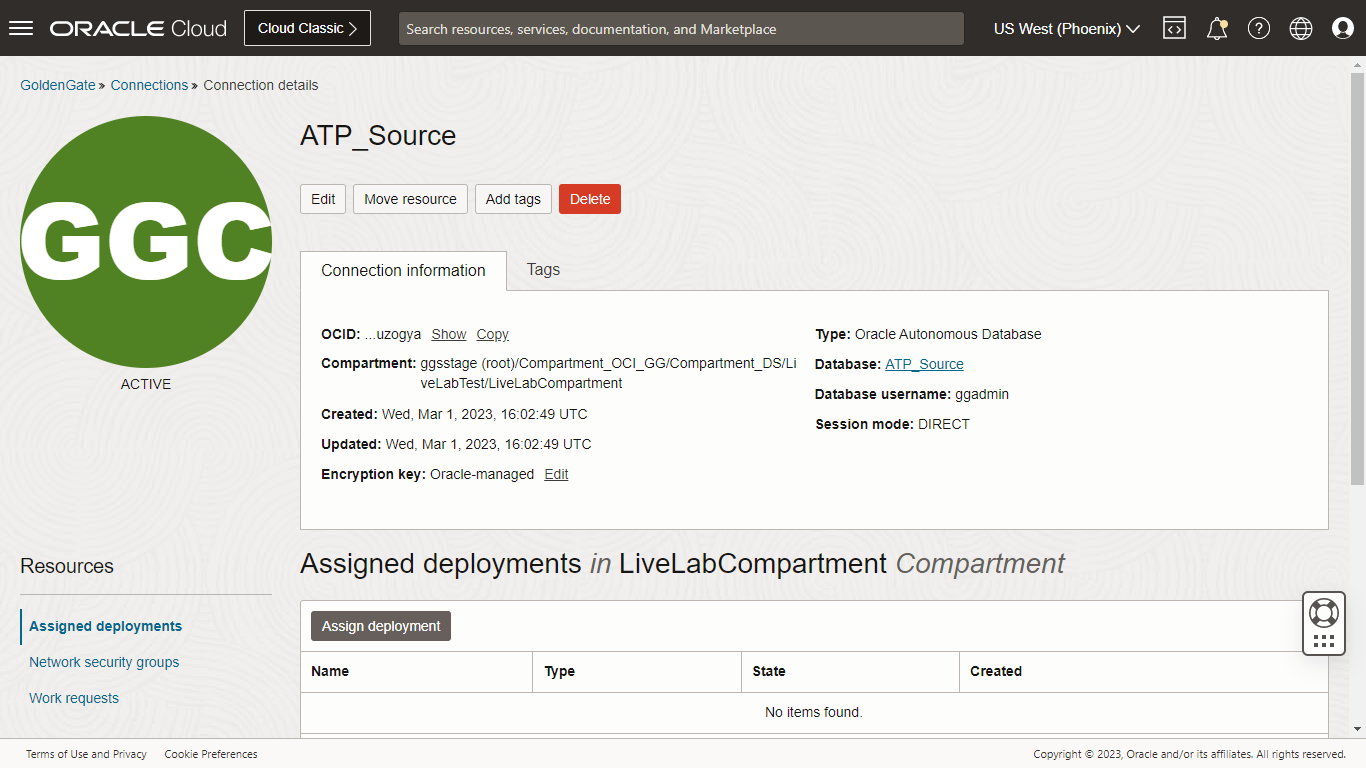 ORACLE Cloud
Cloud Classic
Search resources, services, documentation, and Marketplace
US West (Phoenix)
GoldenGate » Connections » Connection details
GGC
ACTIVE
ATP_Source
Edit
Move resource
Add tags
Delete
Connection information
Tags
OCID: ...uzogya Show Copy
Compartment: ggsstage (root)/Compartment_OCI_GG/Compartment_DS/Li
veLabTest/LiveLabCompartment
Created: Wed, Mar 1, 2023, 16:02:49 UTC
Updated: Wed, Mar 1, 2023, 16:02:49 UTC
Encryption key: Oracle-managed Edit
Type: Oracle Autonomous Database
Database: ATP_Source
Database username: ggadmin
Session mode: DIRECT
Resources
Assigned deployments
Network security groups
Work requests
Assigned deployments in LiveLabCompartment Compartment
Assign deployment
Name Type State Created
No items found.
Terms of Use and Privacy
Cookie Preferences
Copyright © 2023, Oracle and/or its affiliates. All rights reserved.